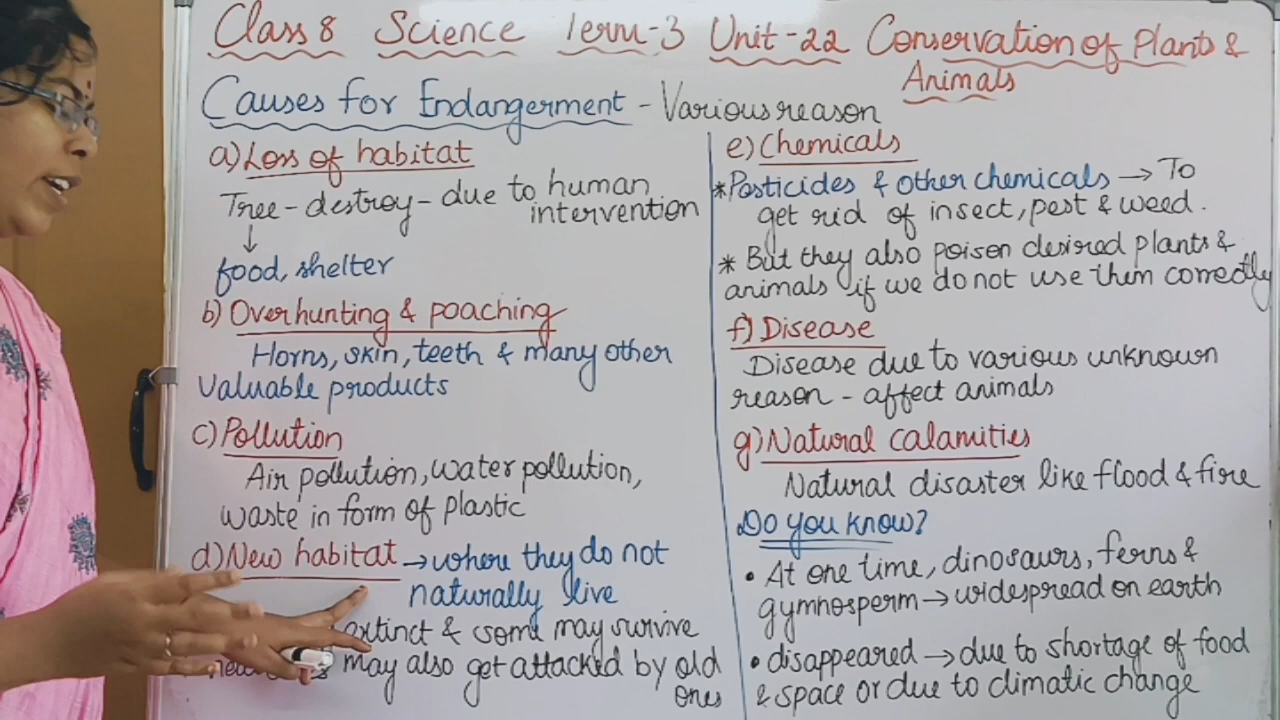 Class 8 Science Term-3 Unit-22 Conservation of Plants &
Animals
Causes for Endangerment - Various reason
a) Loss of habitat
Tree - destroy - due to human
intervention
↓
food, shelter
b) Overhunting & poaching
Horns, skin, teeth & many other
valuable products
c) Pollution
Air pollution, water pollution,
waste in form of plastic
d) New habitat → where they do not
naturally live
extinct & some may survive
may also get attacked by old
ones
e) Chemicals
* Pasticides & other chemicals → To
get rid of insect, pest & weed.
* But they also poison desired plants &
animals if we do not use them correctly
f) Disease
Disease due to various unknown
reason - affect animals
g) Natural calamities
Natural disaster like flood & fire
Do you know?
• At one time, dinosaurs, ferns &
gymnosperm → widespread on earth
• disappeared → due to shortage of food
& space or due to climatic change